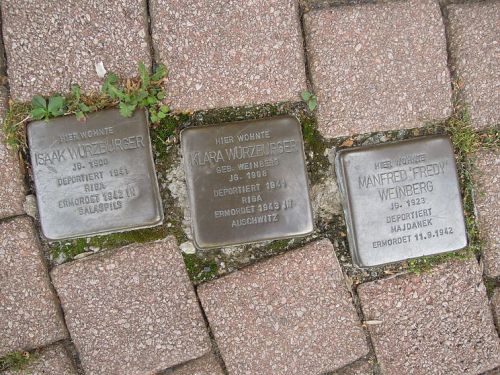 HIER WOHNTE
ISAAK WÜRZBURGER
JG. 1900
DEPORTIERT 1941
RIGA
ERMORDET 1942 IN
SALASPILS
HIER WOHNTE
KLARA WÜRZBURGER
GEB. WEINBERG
JG. 1906
DEPORTIERT 1941
RIGA
ERMORDET 1943 IN
AUSCHWITZ
HIER WOHNTE
MANFRED "FREDY"
WEINBERG
JG. 1923
DEPORTIERT
MAJDANEK
ERMORDET 11.9.1942